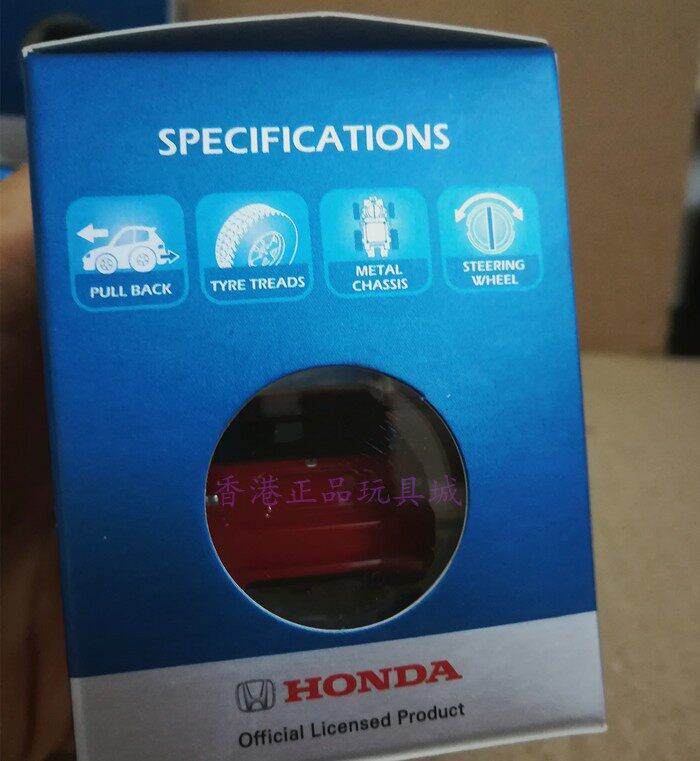 SPECIFICATIONS
PULL BACK
TYRE TREADS
METAL
CHASSIS
STEERING
WHEEL
香港正品玩具城
HONDA
Official Licensed Product